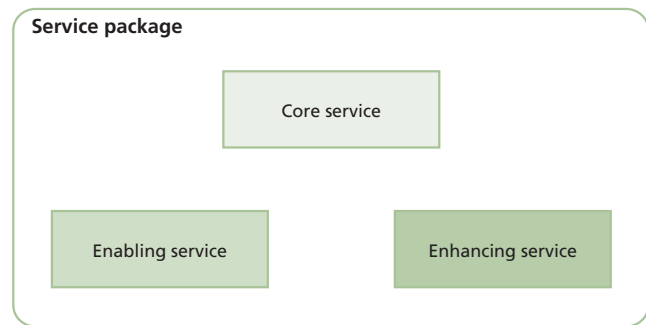 Service package
Core service
Enabling service
Enhancing service